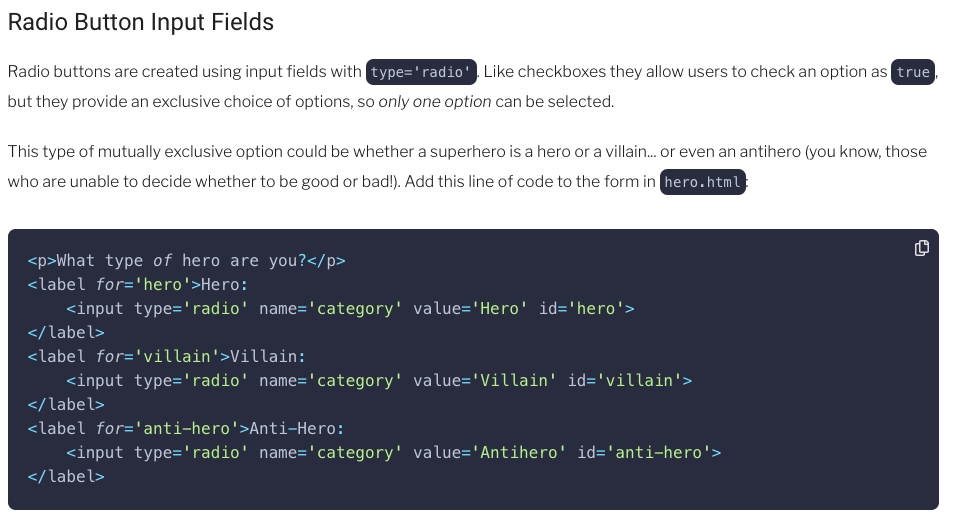 Radio Button Input Fields
Radio buttons are created using input fields with type='radio'. Like checkboxes they allow users to check an option as true,
but they provide an exclusive choice of options, so only one option can be selected.
This type of mutually exclusive option could be whether a superhero is a hero or a villain... or even an antihero (you know, those
who are unable to decide whether to be good or bad!). Add this line of code to the form in hero.html:
<p>What type of hero are you?</p>
<label for='hero'>Hero:
    <input type='radio' name='category' value='Hero' id='hero'>
</label>
<label for='villain'>Villain:
    <input type='radio' name='category' value='Villain' id='villain'>
</label>
<label for='anti-hero'>Anti-Hero:
    <input type='radio' name='category' value='Antihero' id='anti-hero'>
</label>